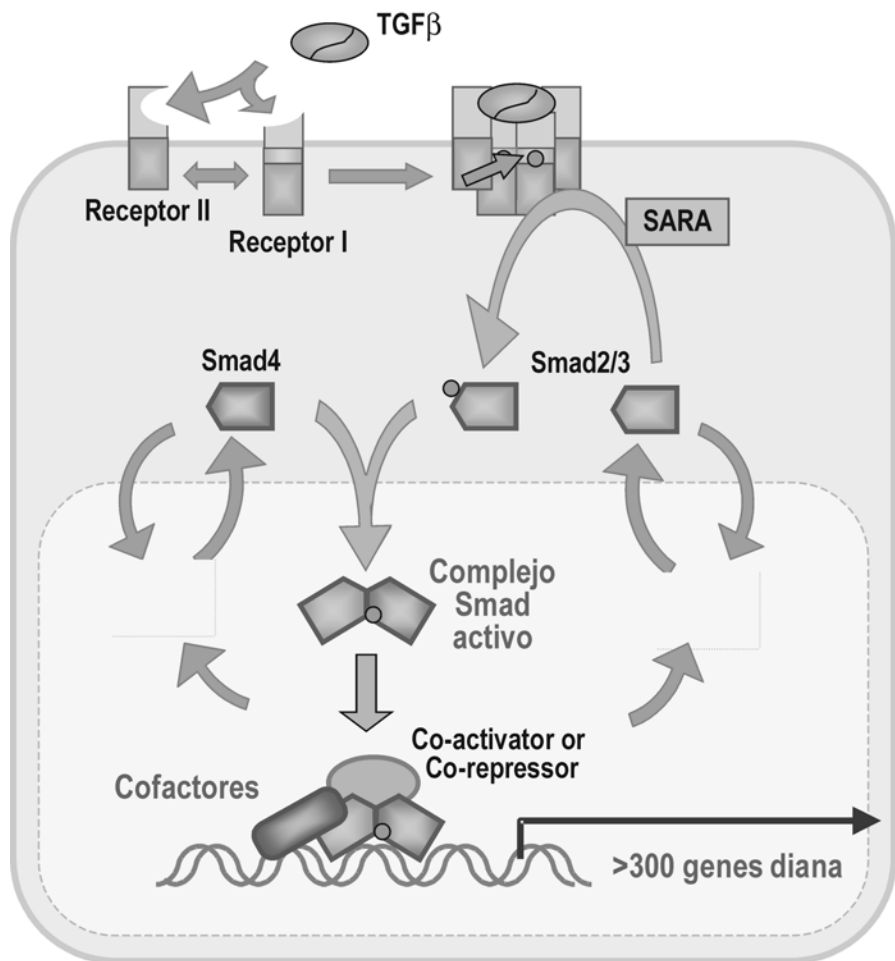 TGFβ
Receptor II
Receptor I
SARA
Smad4
Smad2/3
Complejo
Smad
activo
Co-activator or
Co-repressor
Cofactores
>300 genes diana